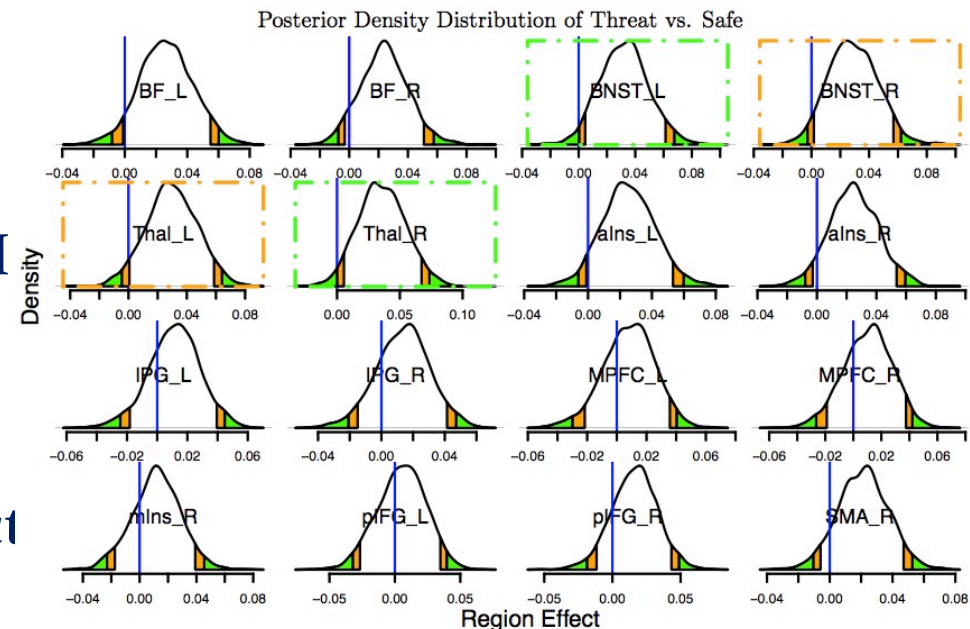 Posterior Density Distribution of Threat vs. Safe
BF_L BF_R BNST_L BNST_R
−0.04 0.00 0.04 0.08 −0.04 0.00 0.04 0.08 −0.04 0.00 0.04 0.08 −0.04 0.00 0.04 0.08
Thal_L Thal_R aIns_L aIns_R
Density
−0.04 0.00 0.04 0.08 0.00 0.05 0.10 −0.04 0.00 0.04 0.08 −0.04 0.00 0.04 0.08
IPG_L IPG_R MPFC_L MPFC_R
−0.06 −0.02 0.02 0.06 −0.04 0.00 0.04 −0.06 −0.02 0.02 0.06 −0.06 −0.02 0.02 0.06
mIns_R pIFG_L pIFG_R SMA_R
−0.04 0.00 0.04 0.08 −0.05 0.00 0.05 −0.05 0.00 0.05 −0.04 0.00 0.04 0.08
Region Effect